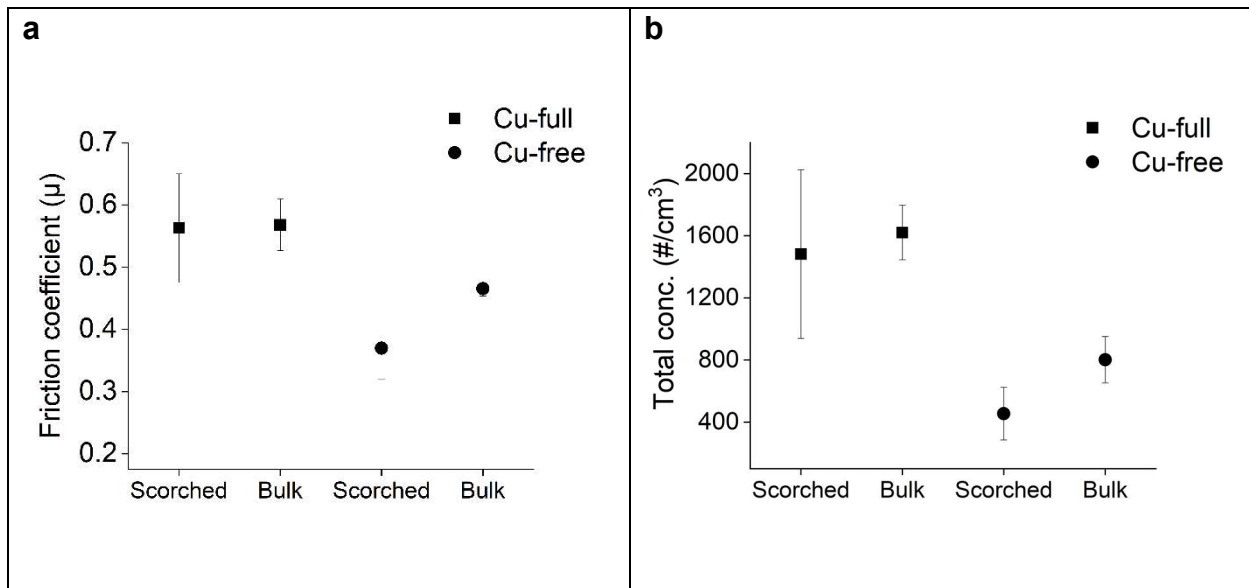 a
Cu-full
Cu-free
0.7
0.6
0.5
0.4
0.3
0.2
Friction coefficient (µ)
Scorched Bulk Scorched Bulk
b
Cu-full
Cu-free
2000
1600
1200
800
400
Total conc. (#/cm³)
Scorched Bulk Scorched Bulk